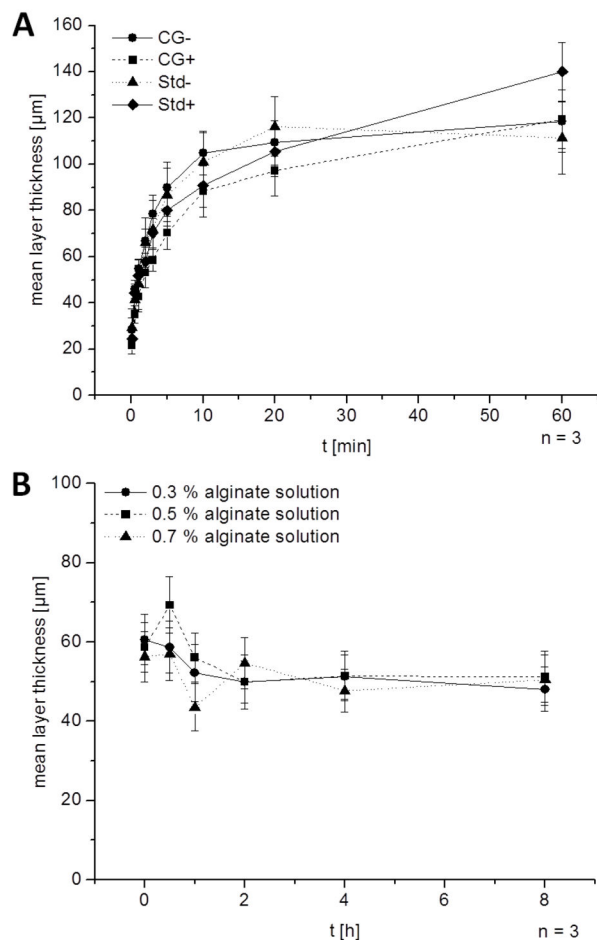 A
CG-
CG+
Std-
Std+
mean layer thickness [µm]
160
140
120
100
80
60
40
20
0
0 10 20 30 40 50 60
t [min]
n = 3
B
0.3 % alginate solution
0.5 % alginate solution
0.7 % alginate solution
mean layer thickness [µm]
100
80
60
40
20
0
0 2 4 6 8
t [h]
n = 3